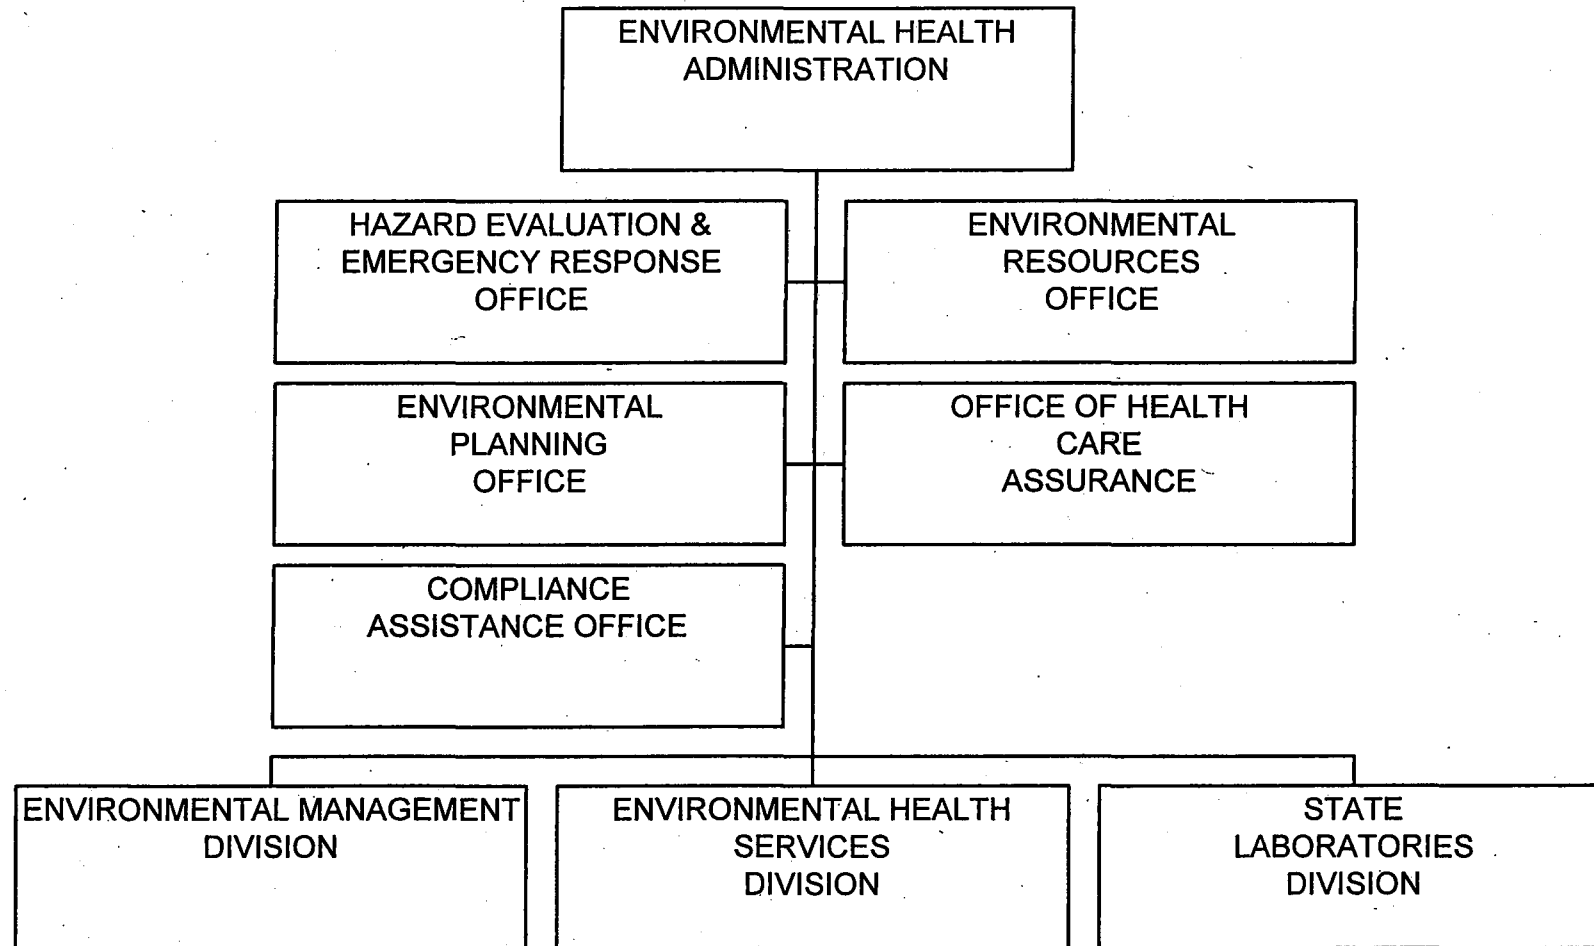 ENVIRONMENTAL HEALTH
ADMINISTRATION
HAZARD EVALUATION &
EMERGENCY RESPONSE
OFFICE
ENVIRONMENTAL
RESOURCES
OFFICE
ENVIRONMENTAL
PLANNING
OFFICE
OFFICE OF HEALTH
CARE
ASSURANCE
COMPLIANCE
ASSISTANCE OFFICE
ENVIRONMENTAL MANAGEMENT
DIVISION
ENVIRONMENTAL HEALTH
SERVICES
DIVISION
STATE
LABORATORIES
DIVISION